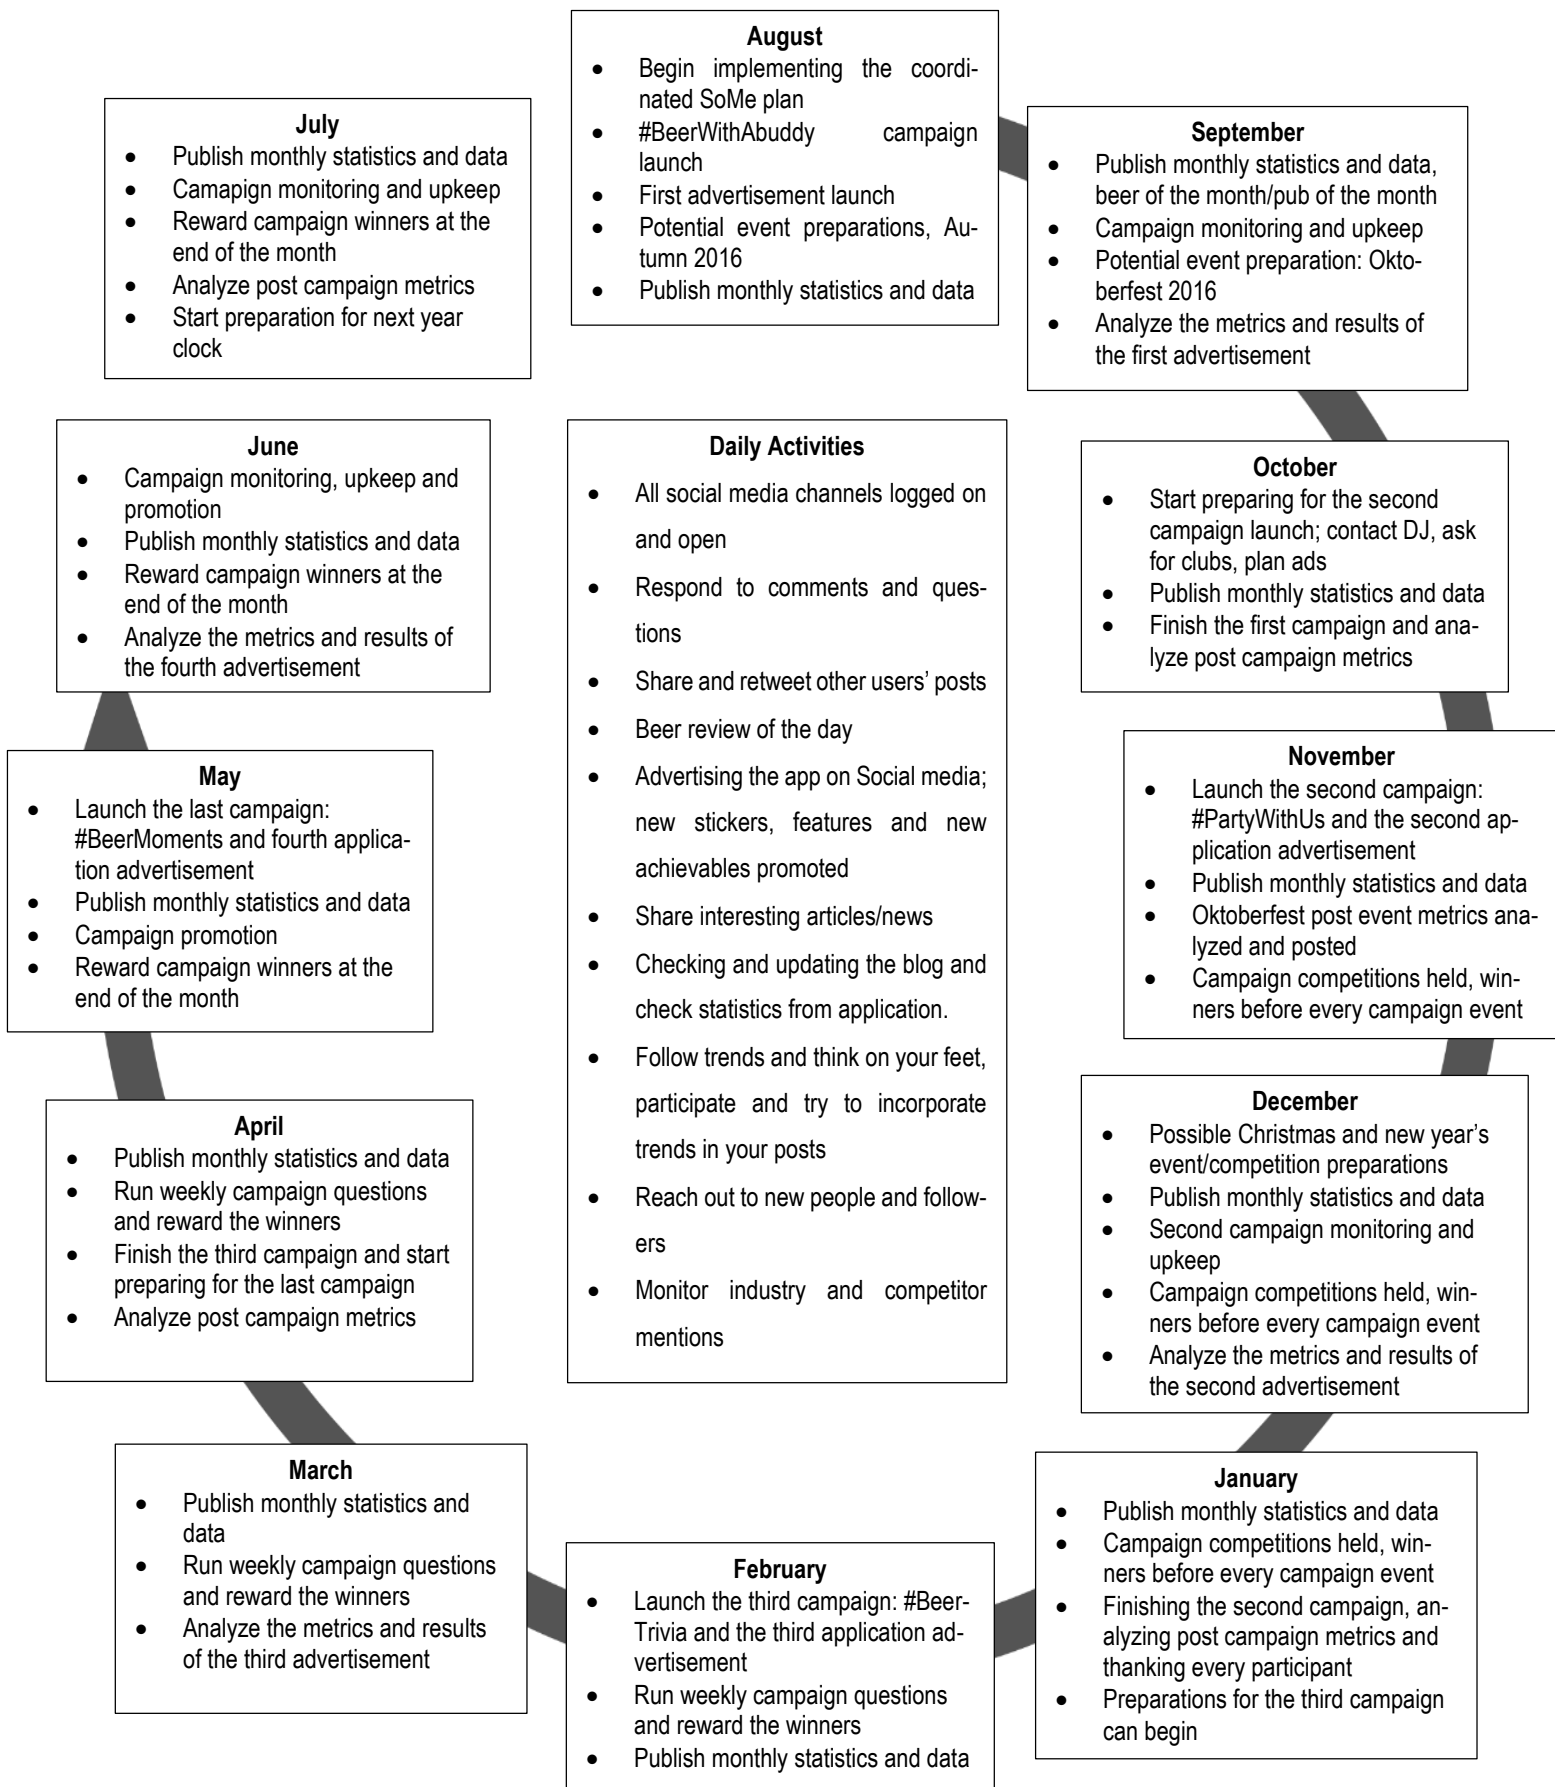 August
• Begin implementing the coordi-
nated SoMe plan
• #BeerWithAbuddy campaign
launch
• First advertisement launch
• Potential event preparations, Au-
tumn 2016
• Publish monthly statistics and data
September
• Publish monthly statistics and data,
beer of the month/pub of the month
• Campaign monitoring and upkeep
• Potential event preparation: Okto-
berfest 2016
• Analyze the metrics and results of
the first advertisement
October
• Start preparing for the second
campaign launch; contact DJ, ask
for clubs, plan ads
• Publish monthly statistics and data
• Finish the first campaign and ana-
lyze post campaign metrics
November
• Launch the second campaign:
#PartyWithUs and the second ap-
plication advertisement
• Publish monthly statistics and data
• Oktoberfest post event metrics ana-
lyzed and posted
• Campaign competitions held, win-
ners before every campaign event
December
• Possible Christmas and new year’s
event/competition preparations
• Publish monthly statistics and data
• Second campaign monitoring and
upkeep
• Campaign competitions held, win-
ners before every campaign event
• Analyze the metrics and results of
the second advertisement
January
• Publish monthly statistics and data
• Campaign competitions held, win-
ners before every campaign event
• Finishing the second campaign, an-
alyzing post campaign metrics and
thanking every participant
• Preparations for the third campaign
can begin
February
• Launch the third campaign: #Beer-
Trivia and the third application ad-
vertisement
• Run weekly campaign questions
and reward the winners
• Publish monthly statistics and data
March
• Publish monthly statistics and
data
• Run weekly campaign questions
and reward the winners
• Analyze the metrics and results
of the third advertisement
April
• Publish monthly statistics and data
• Run weekly campaign questions
and reward the winners
• Finish the third campaign and start
preparing for the last campaign
• Analyze post campaign metrics
May
• Launch the last campaign:
#BeerMoments and fourth applica-
tion advertisement
• Publish monthly statistics and data
• Campaign promotion
• Reward campaign winners at the
end of the month
June
• Campaign monitoring, upkeep and
promotion
• Publish monthly statistics and data
• Reward campaign winners at the
end of the month
• Analyze the metrics and results of
the fourth advertisement
July
• Publish monthly statistics and data
• Camapign monitoring and upkeep
• Reward campaign winners at the
end of the month
• Analyze post campaign metrics
• Start preparation for next year
clock
Daily Activities
• All social media channels logged on
and open
• Respond to comments and ques-
tions
• Share and retweet other users’ posts
• Beer review of the day
• Advertising the app on Social media;
new stickers, features and new
achievables promoted
• Share interesting articles/news
• Checking and updating the blog and
check statistics from application.
• Follow trends and think on your feet,
participate and try to incorporate
trends in your posts
• Reach out to new people and follow-
ers
• Monitor industry and competitor
mentions